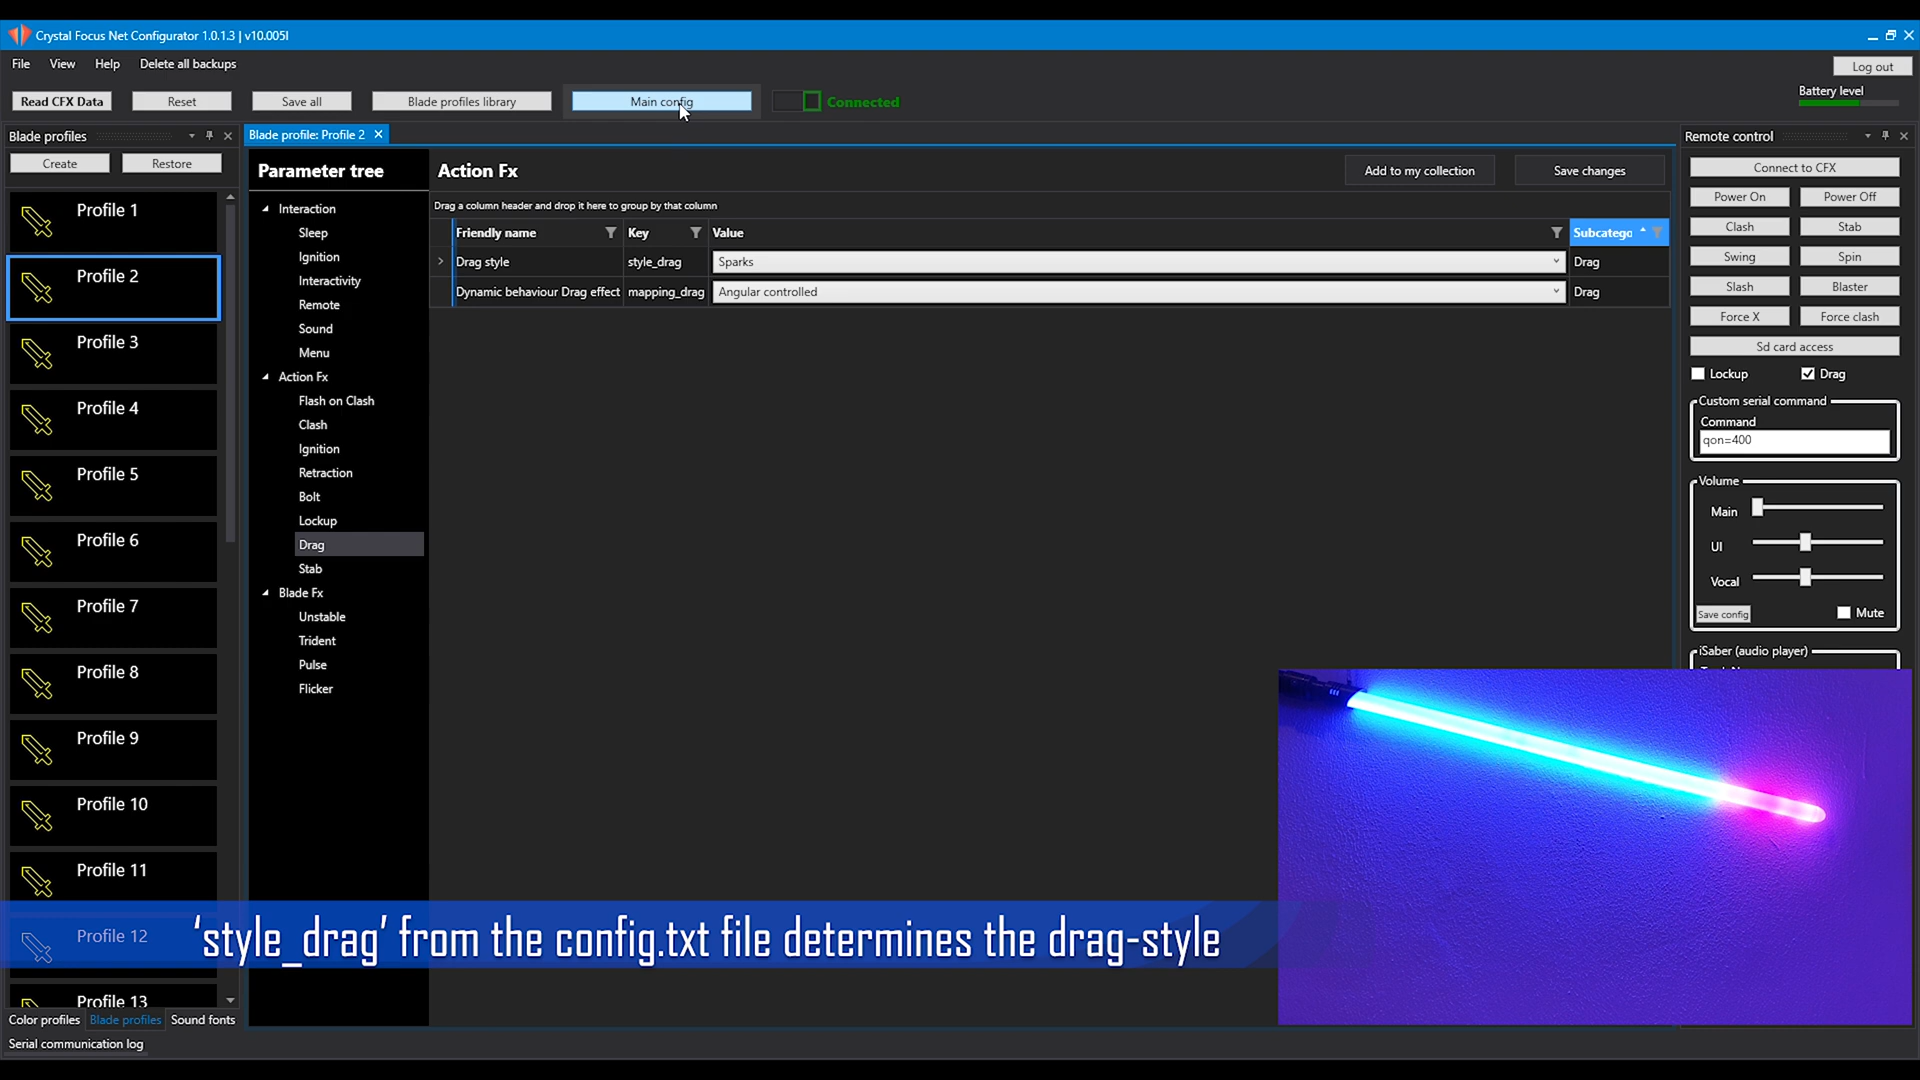 Crystal Focus Net Configurator 1.0.1.3 | v10.005l
File View Help Delete all backups
Log out
Read CFX Data Reset Save all Blade profiles library Main config Connected
Battery level
Blade profiles
Create Restore
Profile 1
Profile 2
Profile 3
Profile 4
Profile 5
Profile 6
Profile 7
Profile 8
Profile 9
Profile 10
Profile 11
Profile 12
Profile 13
Color profiles Blade profiles Sound fonts
Serial communication log
Blade profile: Profile 2
Parameter tree
Interaction
Sleep
Ignition
Interactivity
Remote
Sound
Menu
Action Fx
Flash on Clash
Clash
Ignition
Retraction
Bolt
Lockup
Drag
Stab
Blade Fx
Unstable
Trident
Pulse
Flicker
Action Fx
Add to my collection Save changes
Drag a column header and drop it here to group by that column
Friendly name Key Value Subcatego
Drag style style_drag Sparks Drag
Dynamic behaviour Drag effect mapping_drag Angular controlled Drag
Remote control
Connect to CFX
Power On Power Off
Clash Stab
Swing Spin
Slash Blaster
Force X Force clash
Sd card access
Lockup Drag
Custom serial command
Command
qon=400
Volume
Main
UI
Vocal
Save config Mute
iSaber (audio player)
'style_drag' from the config.txt file determines the drag-style